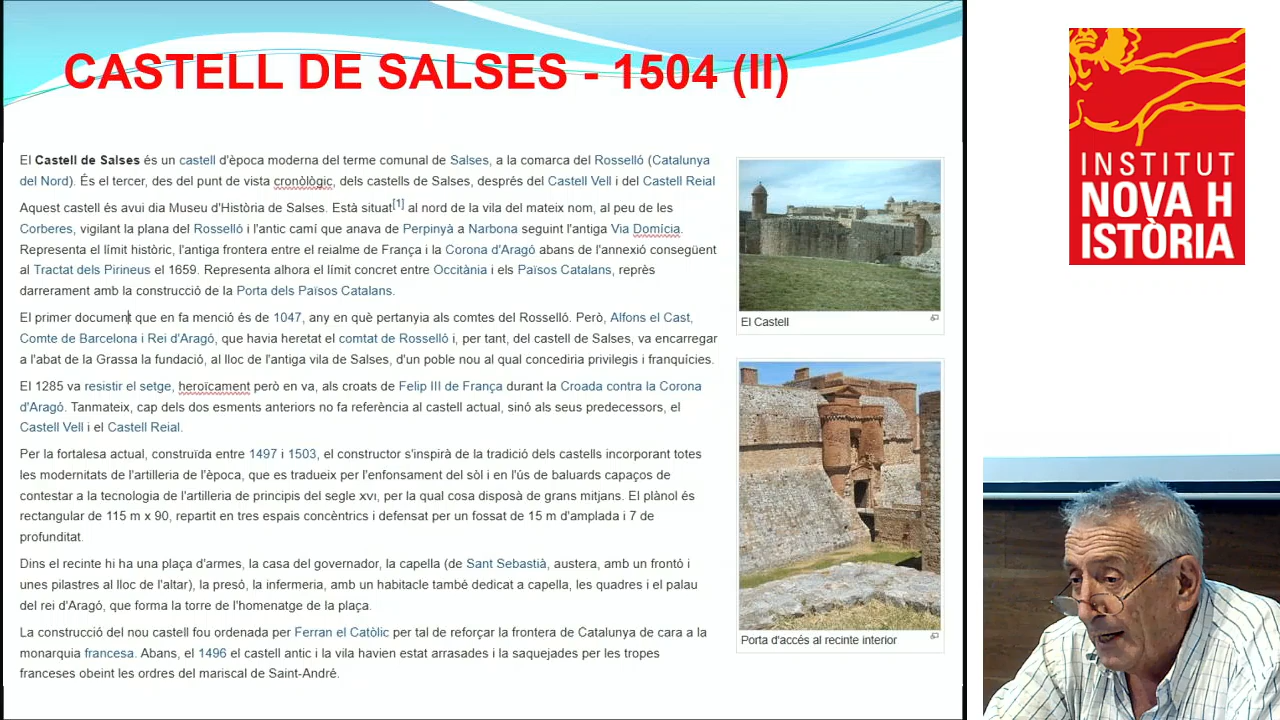 CASTELL DE SALSES - 1504 (II)
El Castell de Salses és un castell d'època moderna del terme comunal de Salses, a la comarca del Rosselló (Catalunya
del Nord). És el tercer, des del punt de vista cronòlògic, dels castells de Salses, després del Castell Vell i del Castell Reial
Aquest castell és avui dia Museu d'Història de Salses. Està situat[1] al nord de la vila del mateix nom, al peu de les
Corberes, vigilant la plana del Rosselló i l'antic camí que anava de Perpinyà a Narbona seguint l'antiga Via Domícia.
Representa el límit històric, l'antiga frontera entre el reialme de França i la Corona d'Aragó abans de l'annexió consegüent
al Tractat dels Pirineus el 1659. Representa alhora el límit concret entre Occitània i els Països Catalans, reprès
darrerament amb la construcció de la Porta dels Països Catalans.
El primer document que en fa menció és de 1047, any en què pertanyia als comtes del Rosselló. Però, Alfons el Cast,
Comte de Barcelona i Rei d'Aragó, que havia heretat el comtat de Rosselló i, per tant, del castell de Salses, va encarregar
a l'abat de la Grassa la fundació, al lloc de l'antiga vila de Salses, d'un poble nou al qual concediria privilegis i franquícies.
El 1285 va resistir el setge, heroïcament però en va, als croats de Felip III de França durant la Croada contra la Corona
d'Aragó. Tanmateix, cap dels dos esments anteriors no fa referència al castell actual, sinó als seus predecessors, el
Castell Vell i el Castell Reial.
Per la fortalesa actual, construïda entre 1497 i 1503, el constructor s'inspirà de la tradició dels castells incorporant totes
les modernitats de l'artilleria de l'època, que es tradueix per l'enfonsament del sòl i en l'ús de baluards capaços de
contestar a la tecnologia de l'artilleria de principis del segle XVI, per la qual cosa disposà de grans mitjans. El plànol és
rectangular de 115 m x 90, repartit en tres espais concèntrics i defensat per un fossat de 15 m d'amplada i 7 de
profunditat.
Dins el recinte hi ha una plaça d'armes, la casa del governador, la capella (de Sant Sebastià, austera, amb un frontó i
unes pilastres al lloc de l'altar), la presó, la infermeria, amb un habitacle també dedicat a capella, les quadres i el palau
del rei d'Aragó, que forma la torre de l'homenatge de la plaça.
La construcció del nou castell fou ordenada per Ferran el Catòlic per tal de reforçar la frontera de Catalunya de cara a la
monarquia francesa. Abans, el 1496 el castell antic i la vila havien estat arrasades i la saquejades per les tropes
franceses obeint les ordres del mariscal de Saint-André.
El Castell
Porta d'accés al recinte interior
INSTITUT
NOVA H
ISTÒRIA